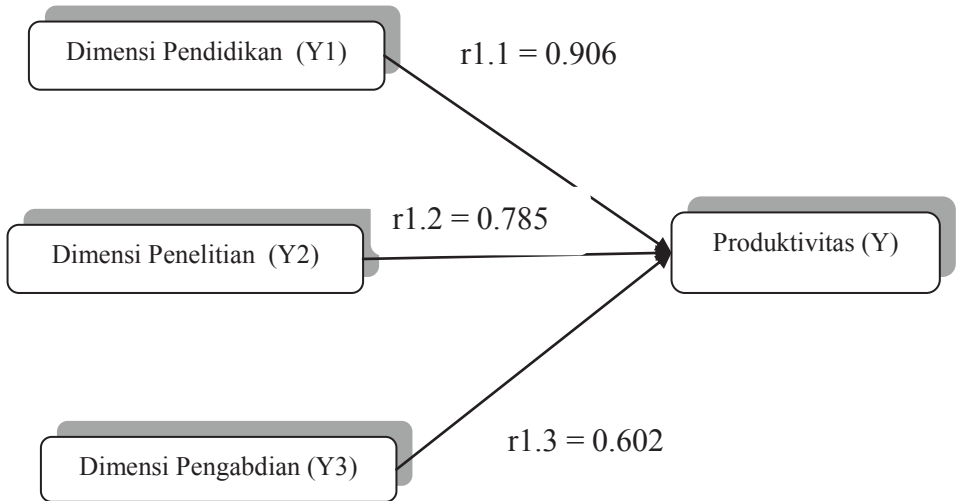 Dimensi Pendidikan (Y1)
r1.1 = 0.906
r1.2 = 0.785
Dimensi Penelitian (Y2)
Produktivitas (Y)
r1.3 = 0.602
Dimensi Pengabdian (Y3)